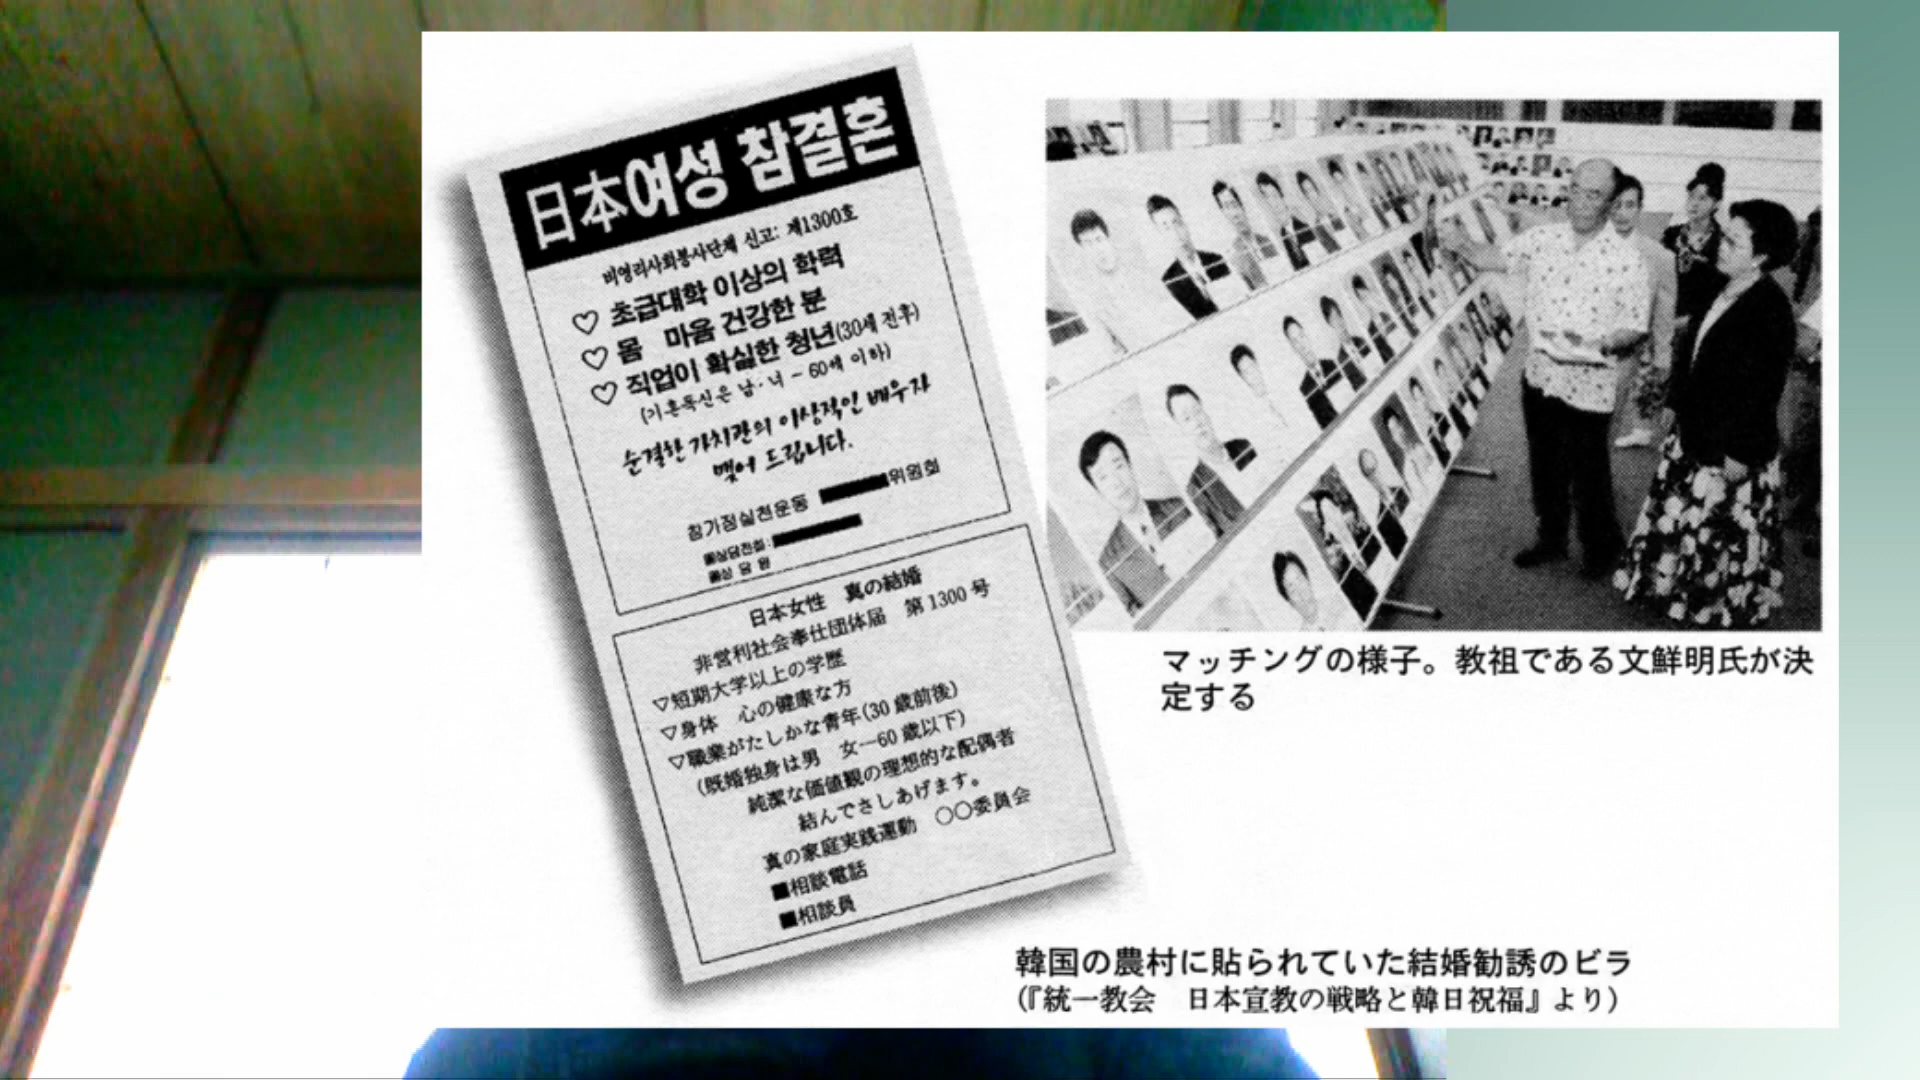 日本여성 참결혼
비영리사회봉사단체 신고: 제1300호
♡ 초급대학 이상의 학력
♡ 몸 마음 건강한 분
♡ 직업이 확실한 청년(30세 전후)
(기혼독신은 남·녀 - 60세 이하)
순결한 가치관의 이상적인 배우자
맺어 드립니다.
참가정실천운동 위원회
■상담전화:
■상담원
日本女性 真の結婚
非営利社会奉仕団体届 第1300号
▽短期大学以上の学歴
▽身体 心の健康な方
▽職業がたしかな青年(30歳前後)
(既婚独身は男 女―60歳以下)
純潔な価値観の理想的な配偶者
結んでさしあげます。
真の家庭実践運動 〇〇委員会
■相談電話
■相談員
マッチングの様子。教祖である文鮮明氏が決
定する
韓国の農村に貼られていた結婚勧誘のビラ
(『統一教会 日本宣教の戦略と韓日祝福』より)